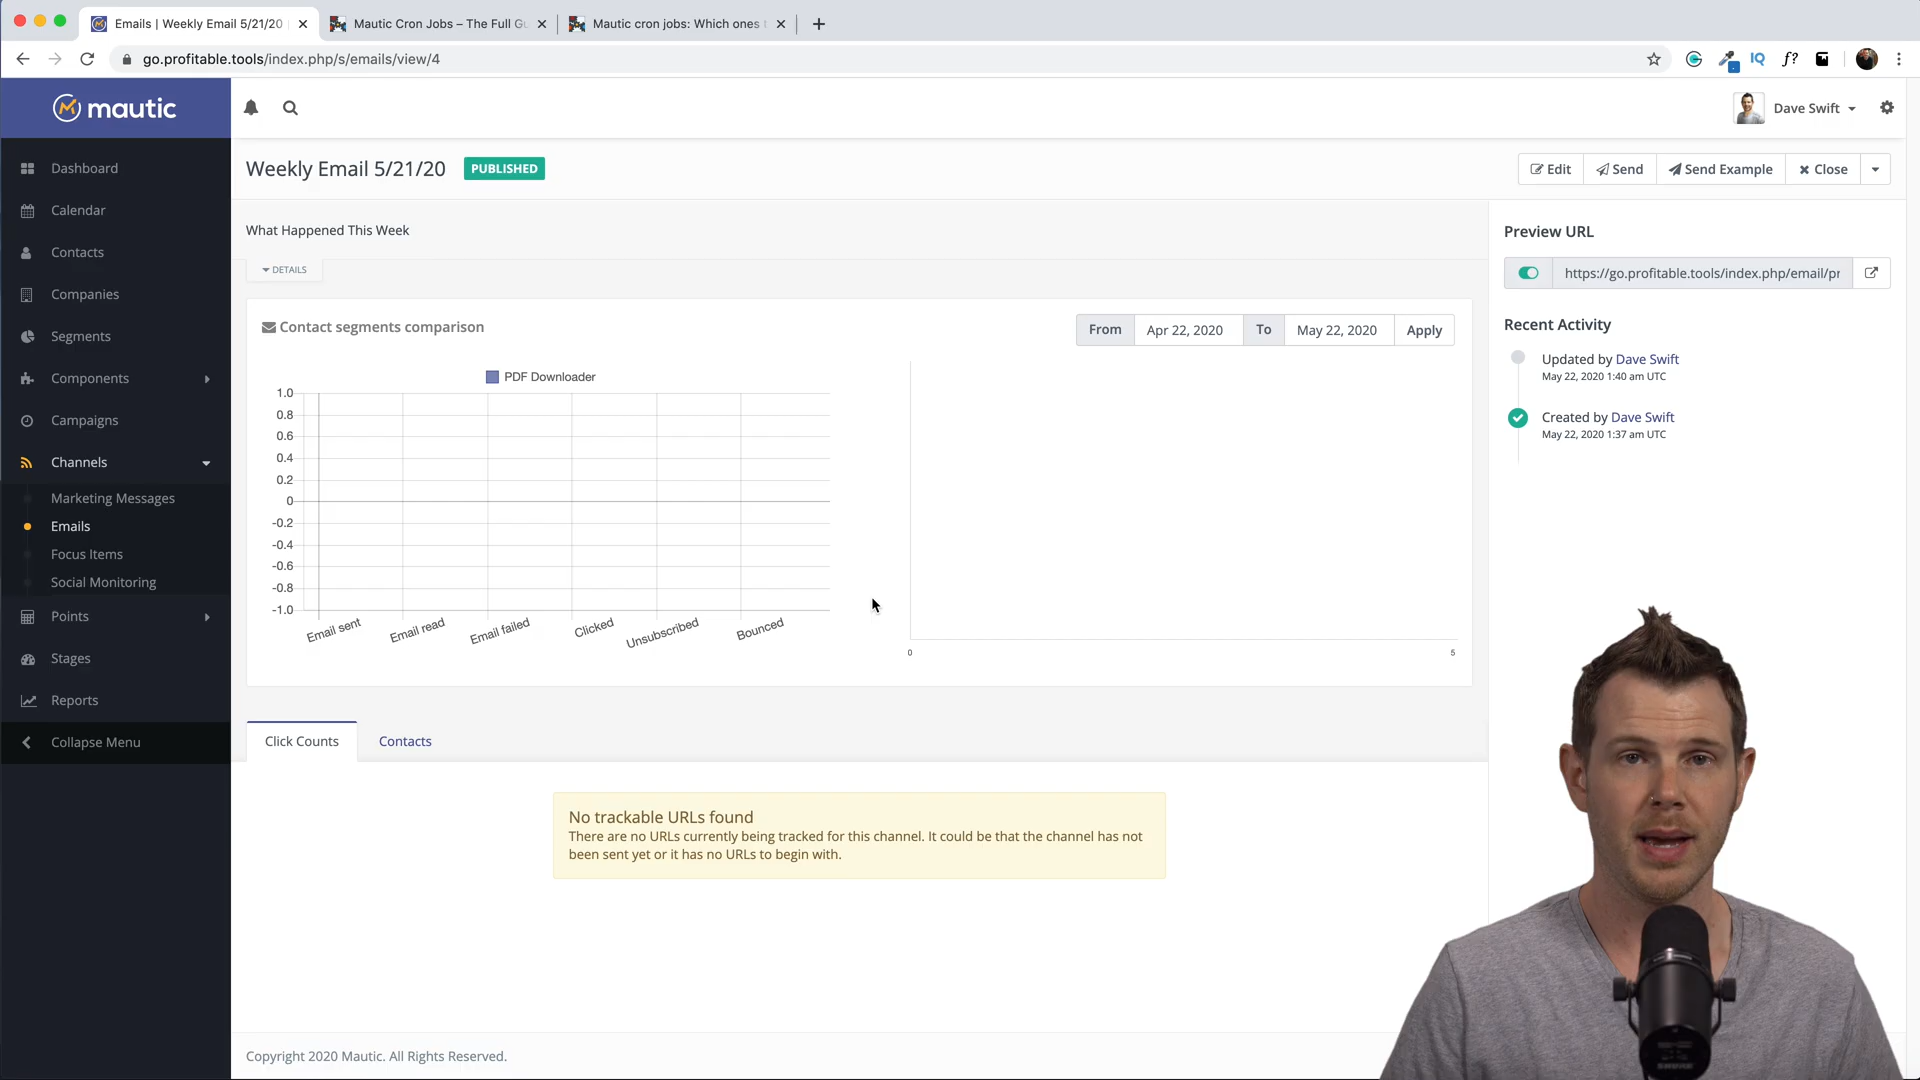 Emails | Weekly Email 5/21/20
Mautic Cron Jobs – The Full Gu
Mautic cron jobs: Which ones
go.profitable.tools/index.php/s/emails/view/4
IQ
f?
mautic
Dave Swift
Dashboard
Calendar
Contacts
Companies
Segments
Components
Campaigns
Channels
Marketing Messages
Emails
Focus Items
Social Monitoring
Points
Stages
Reports
Collapse Menu
Weekly Email 5/21/20 PUBLISHED
Edit Send Send Example Close
What Happened This Week
DETAILS
Contact segments comparison
From Apr 22, 2020 To May 22, 2020 Apply
PDF Downloader
1.0
0.8
0.6
0.4
0.2
0
-0.2
-0.4
-0.6
-0.8
-1.0
Email sent Email read Email failed Clicked Unsubscribed Bounced
0 5
Preview URL
https://go.profitable.tools/index.php/email/pr
Recent Activity
Updated by Dave Swift
May 22, 2020 1:40 am UTC
Created by Dave Swift
May 22, 2020 1:37 am UTC
Click Counts Contacts
No trackable URLs found
There are no URLs currently being tracked for this channel. It could be that the channel has not
been sent yet or it has no URLs to begin with.
Copyright 2020 Mautic. All Rights Reserved.
SHURE